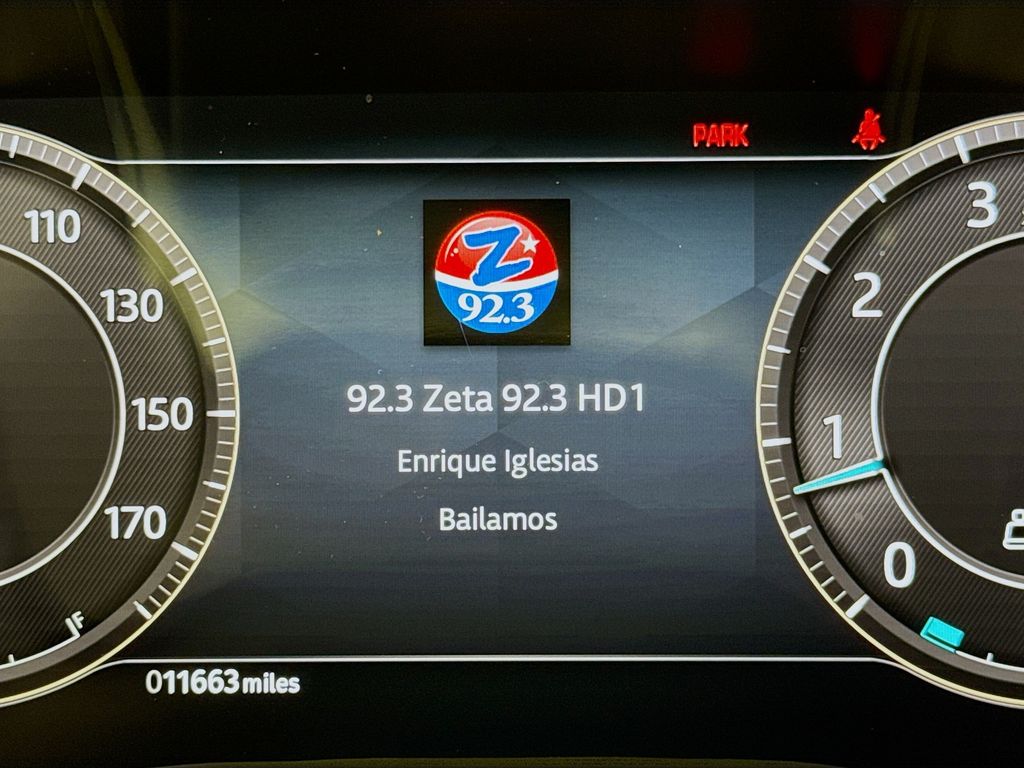 PARK
110
130
150
170
F
Z
92.3
92.3 Zeta 92.3 HD1
Enrique Iglesias
Bailamos
3
2
1
0
011663 miles